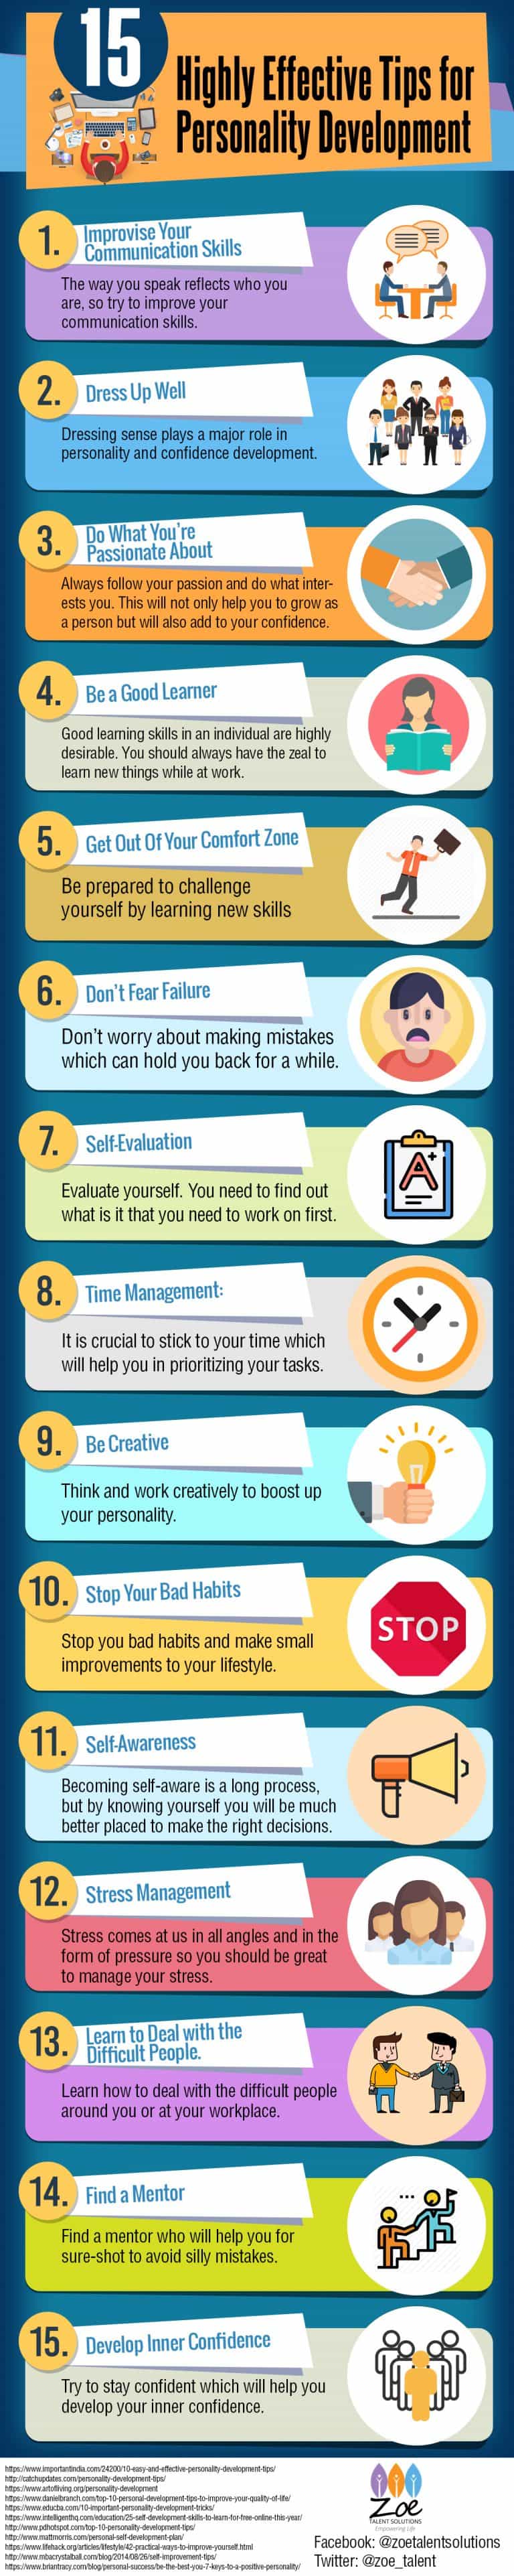 15
Highly Effective Tips for
Personality Development
1.
Improvise Your
Communication Skills
The way you speak reflects who you
are, so try to improve your
communication skills.
2.
Dress Up Well
Dressing sense plays a major role in
personality and confidence development.
3.
Do What You're
Passionate About
Always follow your passion and do what inter-
ests you. This will not only help you to grow as
a person but will also add to your confidence.
4.
Be a Good Learner
Good learning skills in an individual are highly
desirable. You should always have the zeal to
learn new things while at work.
5.
Get Out Of Your Comfort Zone
Be prepared to challenge
yourself by learning new skills
6.
Don't Fear Failure
Don't worry about making mistakes
which can hold you back for a while.
7.
Self-Evaluation
Evaluate yourself. You need to find out
what is it that you need to work on first.
A+
8.
Time Management:
It is crucial to stick to your time which
will help you in prioritizing your tasks.
9.
Be Creative
Think and work creatively to boost up
your personality.
10.
Stop Your Bad Habits
Stop you bad habits and make small
improvements to your lifestyle.
STOP
11.
Self-Awareness
Becoming self-aware is a long process,
but by knowing yourself you will be much
better placed to make the right decisions.
12.
Stress Management
Stress comes at us in all angles and in the
form of pressure so you should be great
to manage your stress.
13.
Learn to Deal with the
Difficult People.
Learn how to deal with the difficult people
around you or at your workplace.
14.
Find a Mentor
Find a mentor who will help you for
sure-shot to avoid silly mistakes.
15.
Develop Inner Confidence
Try to stay confident which will help you
develop your inner confidence.
https://www.importantindia.com/24200/10-easy-and-effective-personality-development-tips/
http://catchupdates.com/personality-development-tips/
https://www.artofliving.org/personality-development
https://www.danielbranch.com/top-10-personal-development-tips-to-improve-your-quality-of-life/
https://www.educba.com/10-important-personality-development-tricks/
https://www.intelligenthq.com/education/25-self-development-skills-to-learn-for-free-online-this-year/
http://www.pdhotspot.com/top-10-personality-development-tips/
http://www.mattmorris.com/personal-self-development-plan/
https://www.lifehack.org/articles/lifestyle/42-practical-ways-to-improve-yourself.html
http://www.mbacrystalball.com/blog/2014/08/26/self-improvement-tips/
https://www.briantracy.com/blog/personal-success/be-the-best-you-7-keys-to-a-positive-personality/
Zoe
TALENT SOLUTIONS
Empowering Life
Facebook: @zoetalentsolutions
Twitter: @zoe_talent